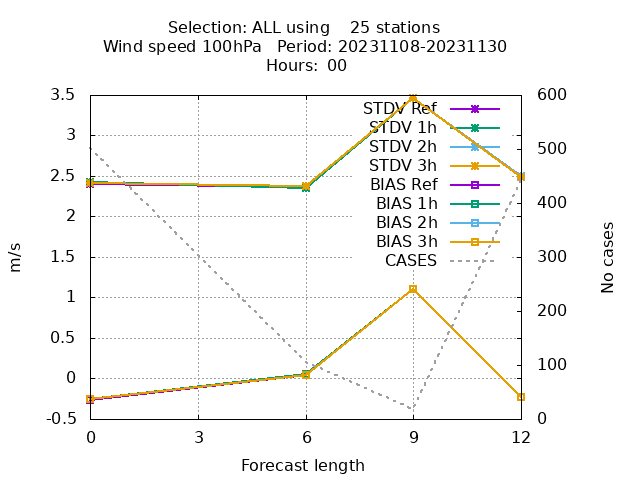 Selection: ALL using    25 stations
Wind speed 100hPa   Period: 20231108-20231130
Hours:  00
3.5
3
2.5
2
1.5
1
0.5
0
-0.5
600
500
400
300
200
100
0
STDV Ref
STDV 1h
STDV 2h
STDV 3h
BIAS Ref
BIAS 1h
BIAS 2h
BIAS 3h
CASES
m/s
No cases
0 3 6 9 12
Forecast length